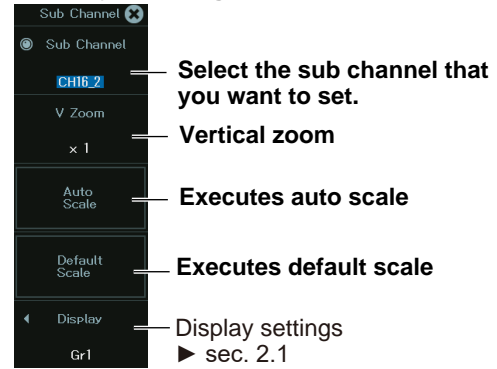 Sub Channel
Sub Channel
CH16_2
Select the sub channel that
you want to set.
V Zoom
× 1
Vertical zoom
Auto
Scale
Executes auto scale
Default
Scale
Executes default scale
Display
Gr1
Display settings
► sec. 2.1